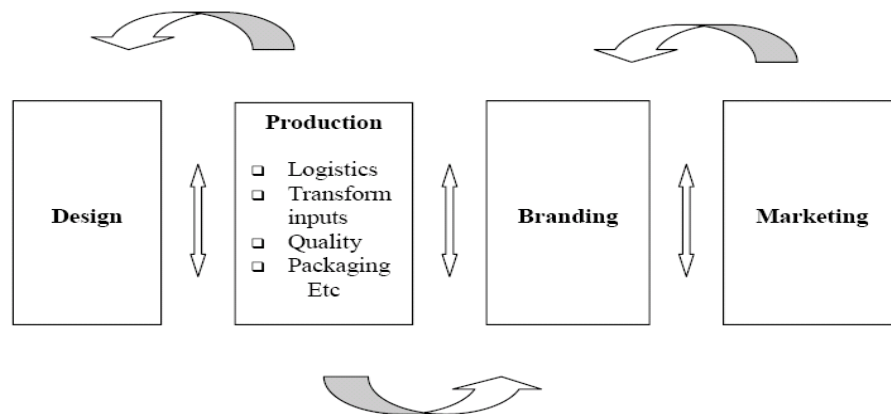 Design
Production
Logistics
Transform
inputs
Quality
Packaging
Etc
Branding
Marketing